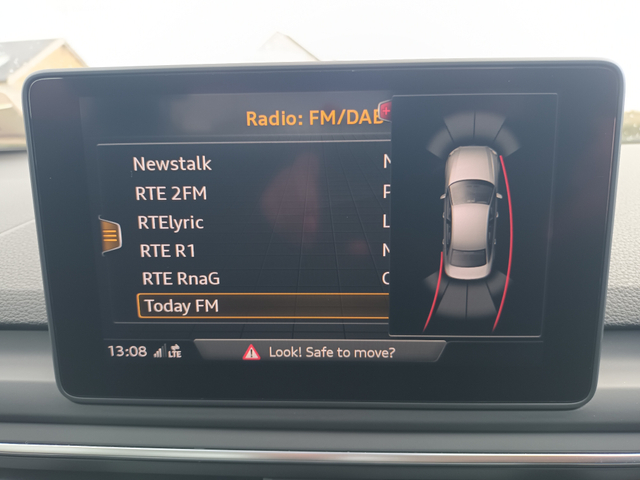 Radio: FM/DAB
Newstalk N
RTE 2FM P
RTElyric L
RTE R1 N
RTE RnaG
Today FM
13:08 LTE
Look! Safe to move?